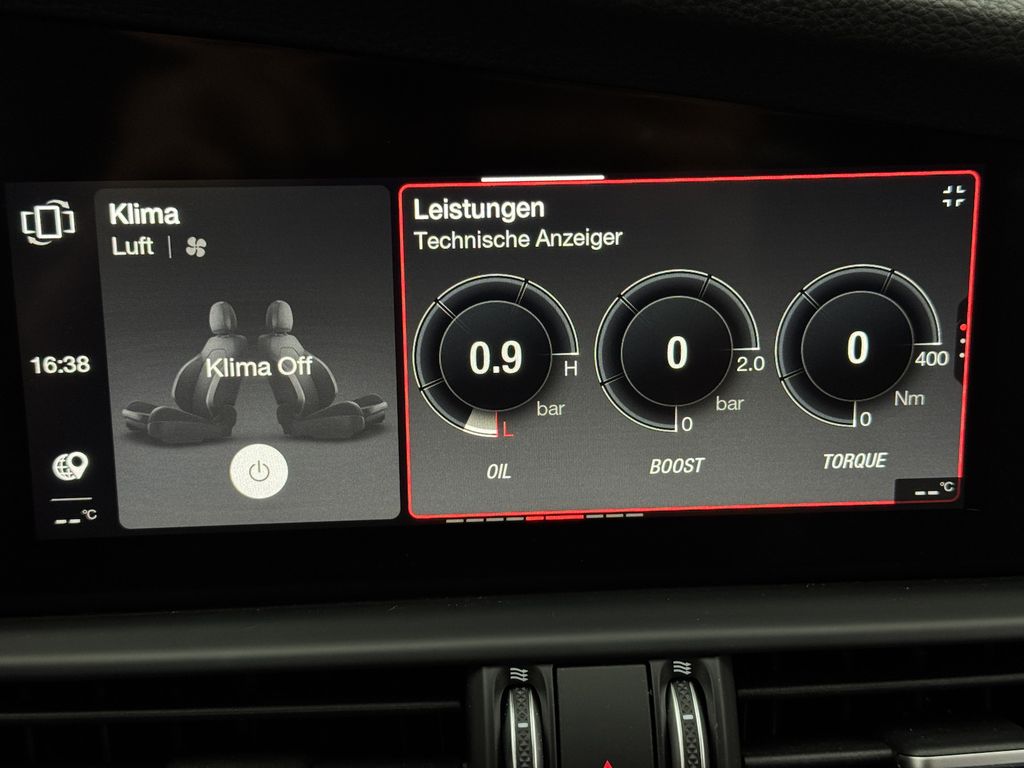 Klima
Luft
16:38
Klima Off
--°C
Leistungen
Technische Anzeiger
0.9
H
bar
L
OIL
0
2.0
bar
0
BOOST
0
400
Nm
0
TORQUE
--°C